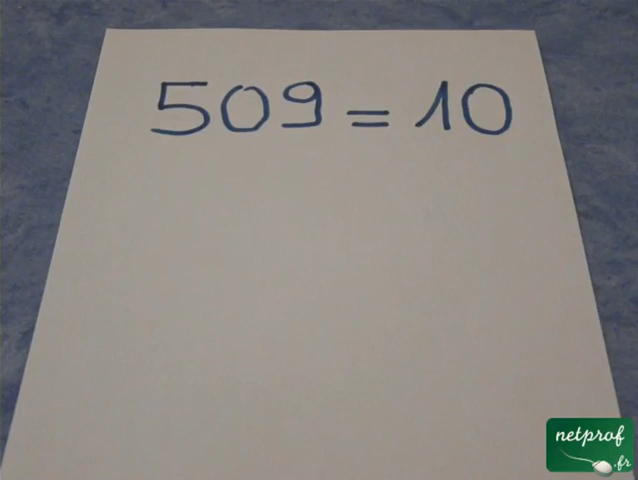 509 = 10
netprof
.fr